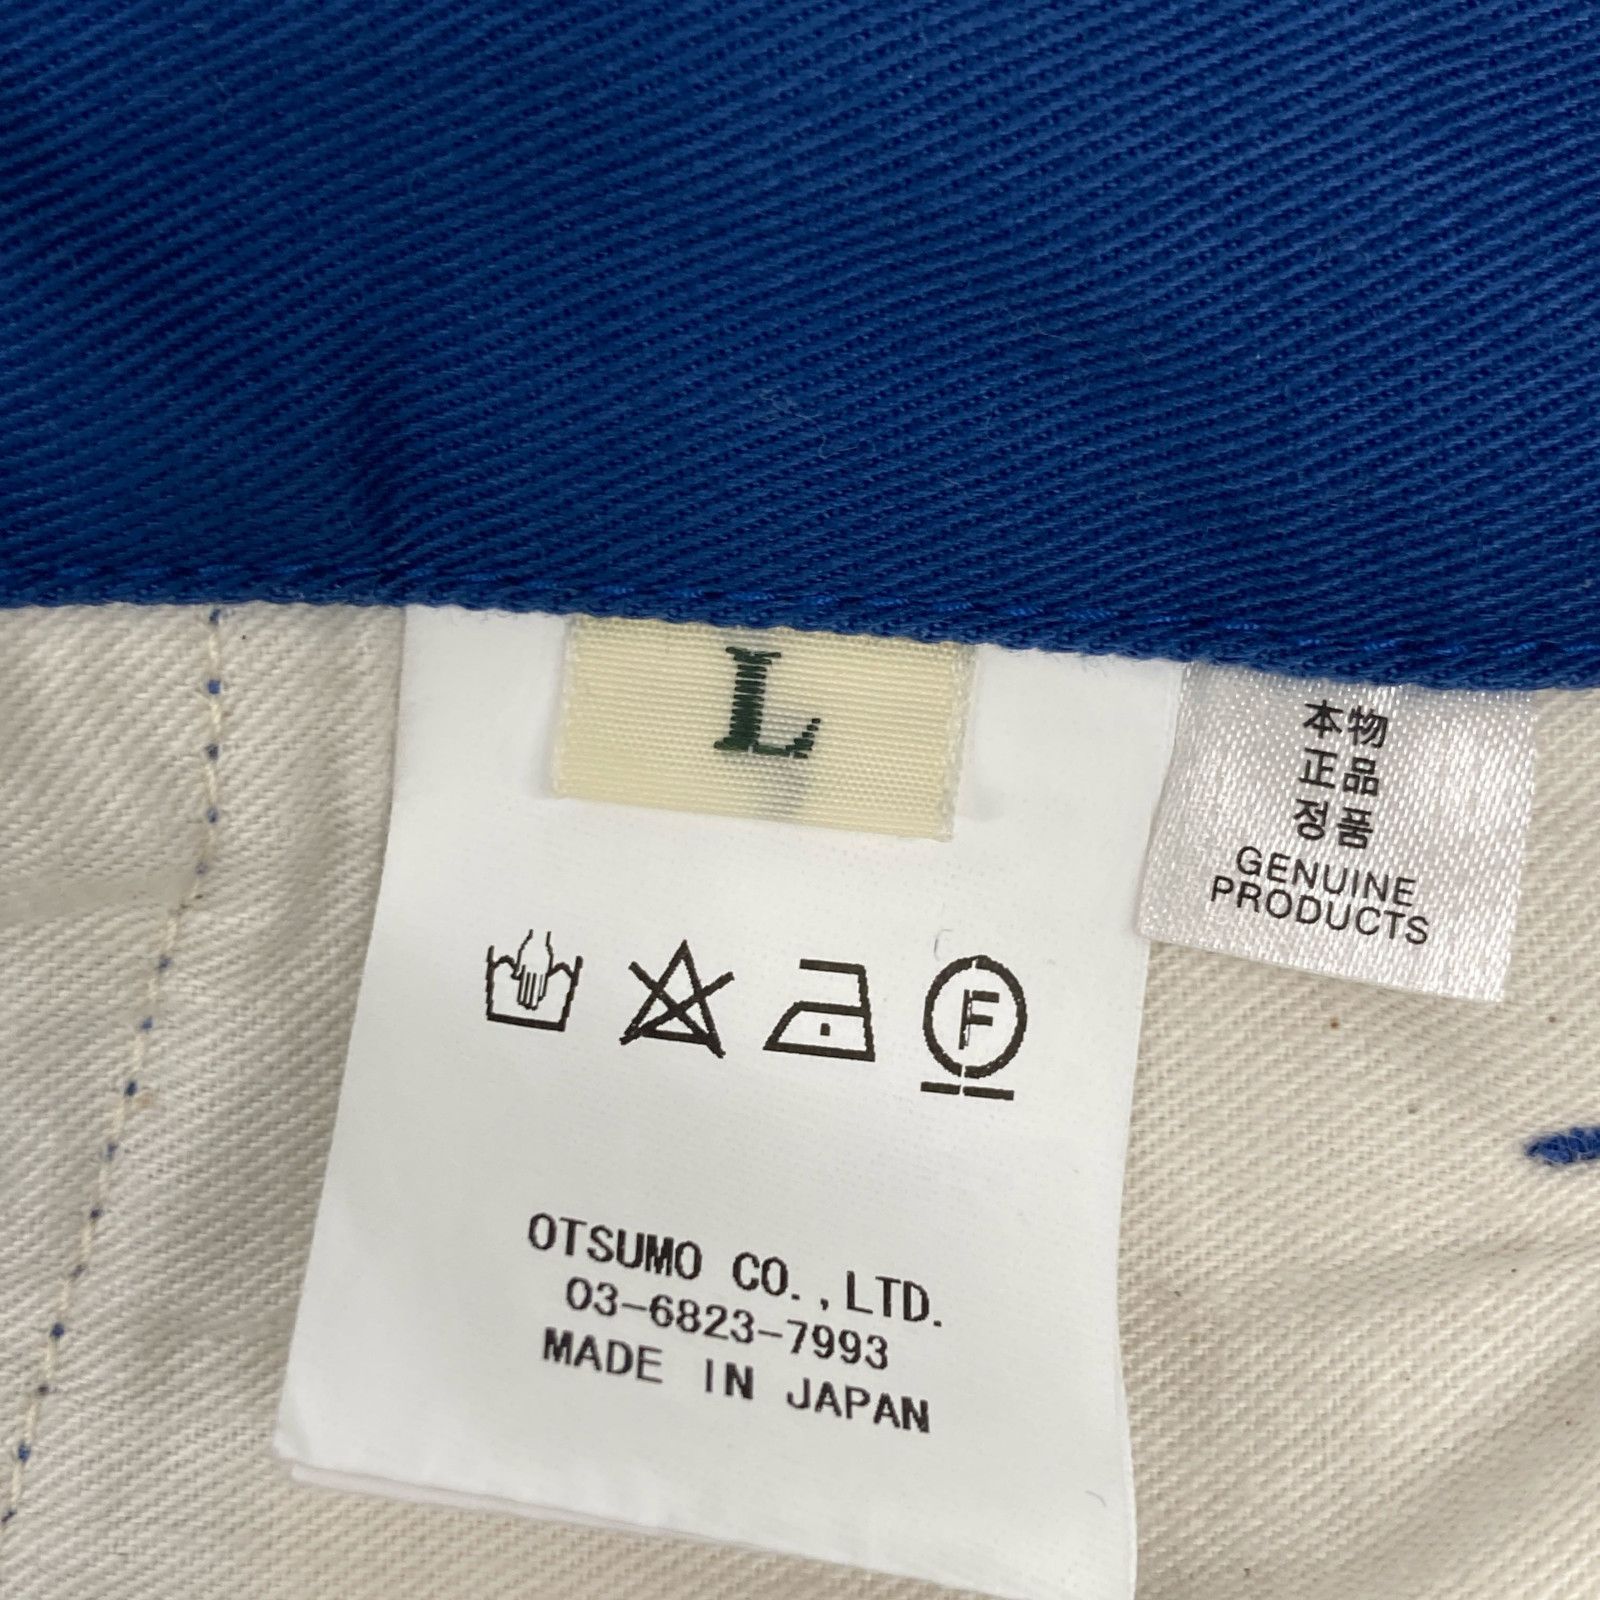 L
本物
正品
정품
GENUINE
PRODUCTS
F
OTSUMO CO.,LTD.
03-6823-7993
MADE IN JAPAN